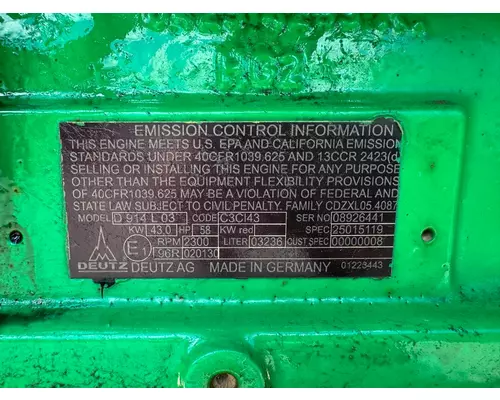 EMISSION CONTROL INFORMATION
THIS ENGINE MEETS U.S. EPA AND CALIFORNIA EMISSION
STANDARDS UNDER 40CFR1039.625 AND 13CCR 2423(d
SELLING OR INSTALLING THIS ENGINE FOR ANY PURPOSE
OTHER THAN THE EQUIPMENT FLEXIBILITY PROVISIONS
OF 40CFR1039.625 MAY BE A VIOLATION OF FEDERAL AND
STATE LAW SUBJECT TO CIVIL PENALTY. FAMILY CDZXL05.4087
MODEL D 914 L 03 CODE C3CI43 SER NO 08926441
KW 43.0 HP 58 KW red SPEC 25015119
E1 RPM 2300 LITER 03236 CUST SPEC 00000008
96R 020130
DEUTZ DEUTZ AG MADE IN GERMANY 01223443